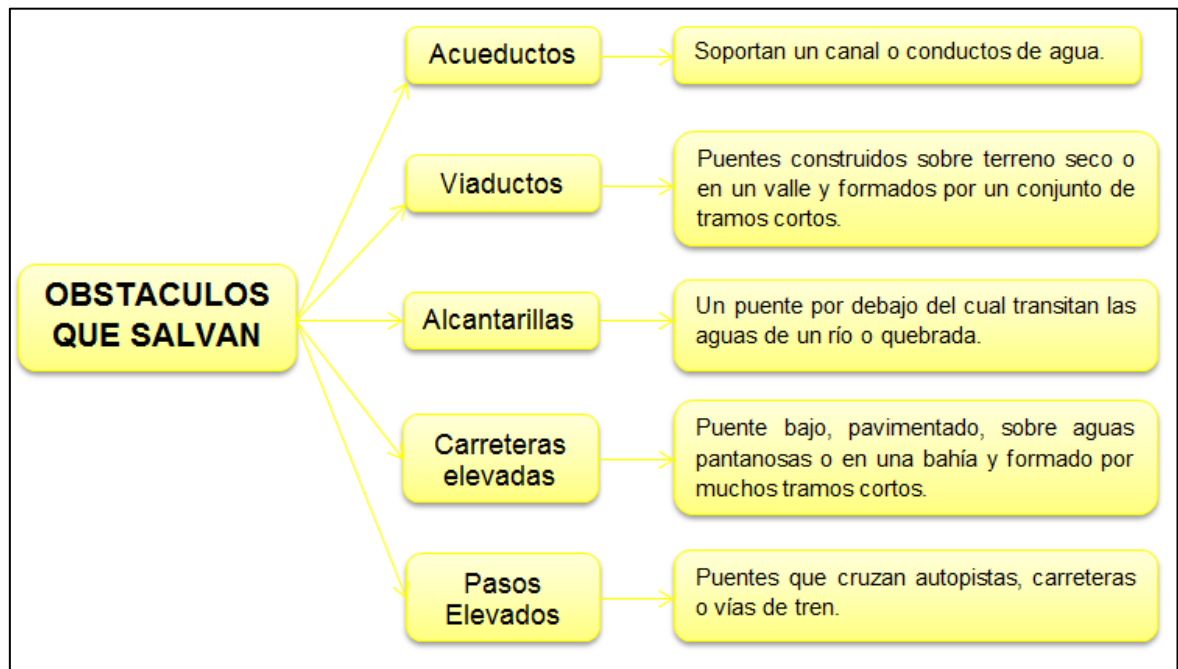 OBSTACULOS
QUE SALVAN
Acueductos
Soportan un canal o conductos de agua.
Viaductos
Puentes construidos sobre terreno seco o
en un valle y formados por un conjunto de
tramos cortos.
Alcantarillas
Un puente por debajo del cual transitan las
aguas de un río o quebrada.
Carreteras
elevadas
Puente bajo, pavimentado, sobre aguas
pantanosas o en una bahía y formado por
muchos tramos cortos.
Pasos
Elevados
Puentes que cruzan autopistas, carreteras
o vías de tren.